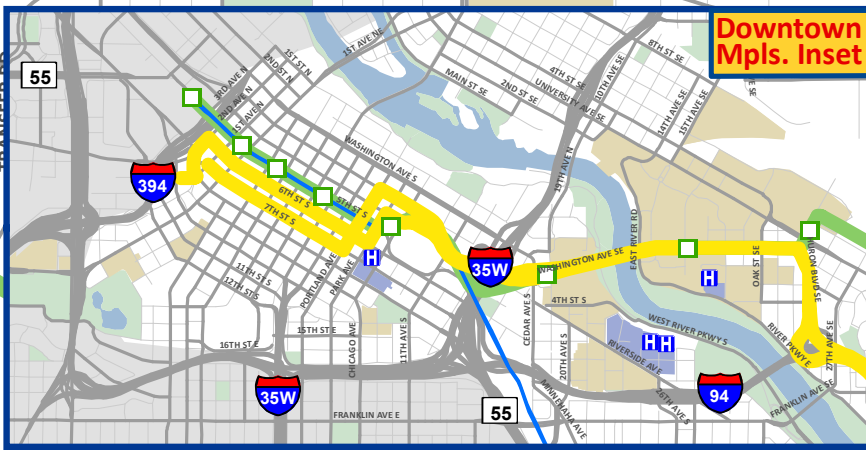 Downtown
Mpls. Inset
55
1ST ST N
2ND ST N
3RD AVE N
2ND AVE N
1ST AVE N
1ST AVE NE
MAIN ST SE
2ND ST SE
4TH ST SE
UNIVERSITY AVE SE
10TH AVE SE
8TH ST SE
14TH AVE SE
15TH AVE SE
394
WASHINGTON AVE S
19TH AVE N
5TH ST S
6TH ST S
7TH ST S
11TH ST S
12TH ST S
PORTLAND AVE
PARK AVE
H
35W
WASHINGTON AVE SE
EAST RIVER RD
OAK ST SE
HURON BLVD SE
H
4TH ST S
WEST RIVER PKWY S
RIVER PKWY E
27TH AVE SE
15TH ST E
16TH ST E
CHICAGO AVE
11TH AVE S
CEDAR AVE S
20TH AVE S
RIVERSIDE AVE
H H
35W
55
MINNEHAHA AVE
26TH AVE S
94
FRANKLIN AVE SE
FRANKLIN AVE E